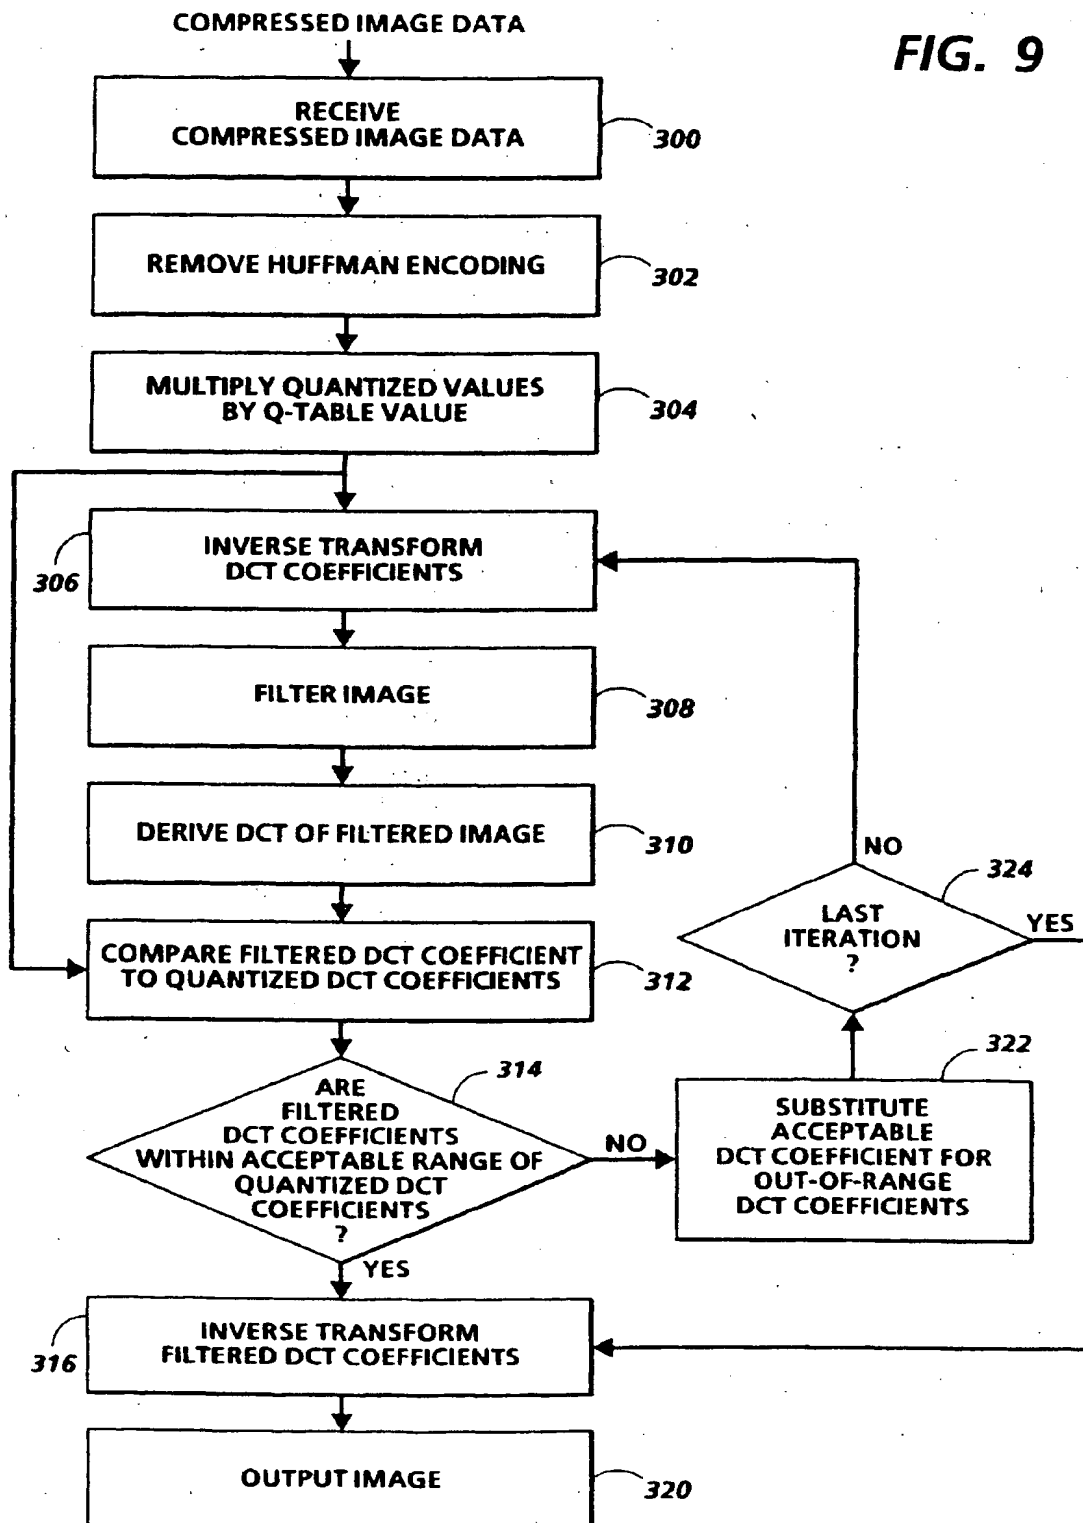 COMPRESSED IMAGE DATA
FIG. 9
RECEIVE
COMPRESSED IMAGE DATA
300
REMOVE HUFFMAN ENCODING
302
MULTIPLY QUANTIZED VALUES
BY Q-TABLE VALUE
304
INVERSE TRANSFORM
DCT COEFFICIENTS
306
FILTER IMAGE
308
DERIVE DCT OF FILTERED IMAGE
310
COMPARE FILTERED DCT COEFFICIENT
TO QUANTIZED DCT COEFFICIENTS
312
ARE
FILTERED
DCT COEFFICIENTS
WITHIN ACCEPTABLE RANGE OF
QUANTIZED DCT
COEFFICIENTS
?
314
NO
YES
SUBSTITUTE
ACCEPTABLE
DCT COEFFICIENT FOR
OUT-OF-RANGE
DCT COEFFICIENTS
322
LAST
ITERATION
?
324
NO
YES
INVERSE TRANSFORM
FILTERED DCT COEFFICIENTS
316
OUTPUT IMAGE
320